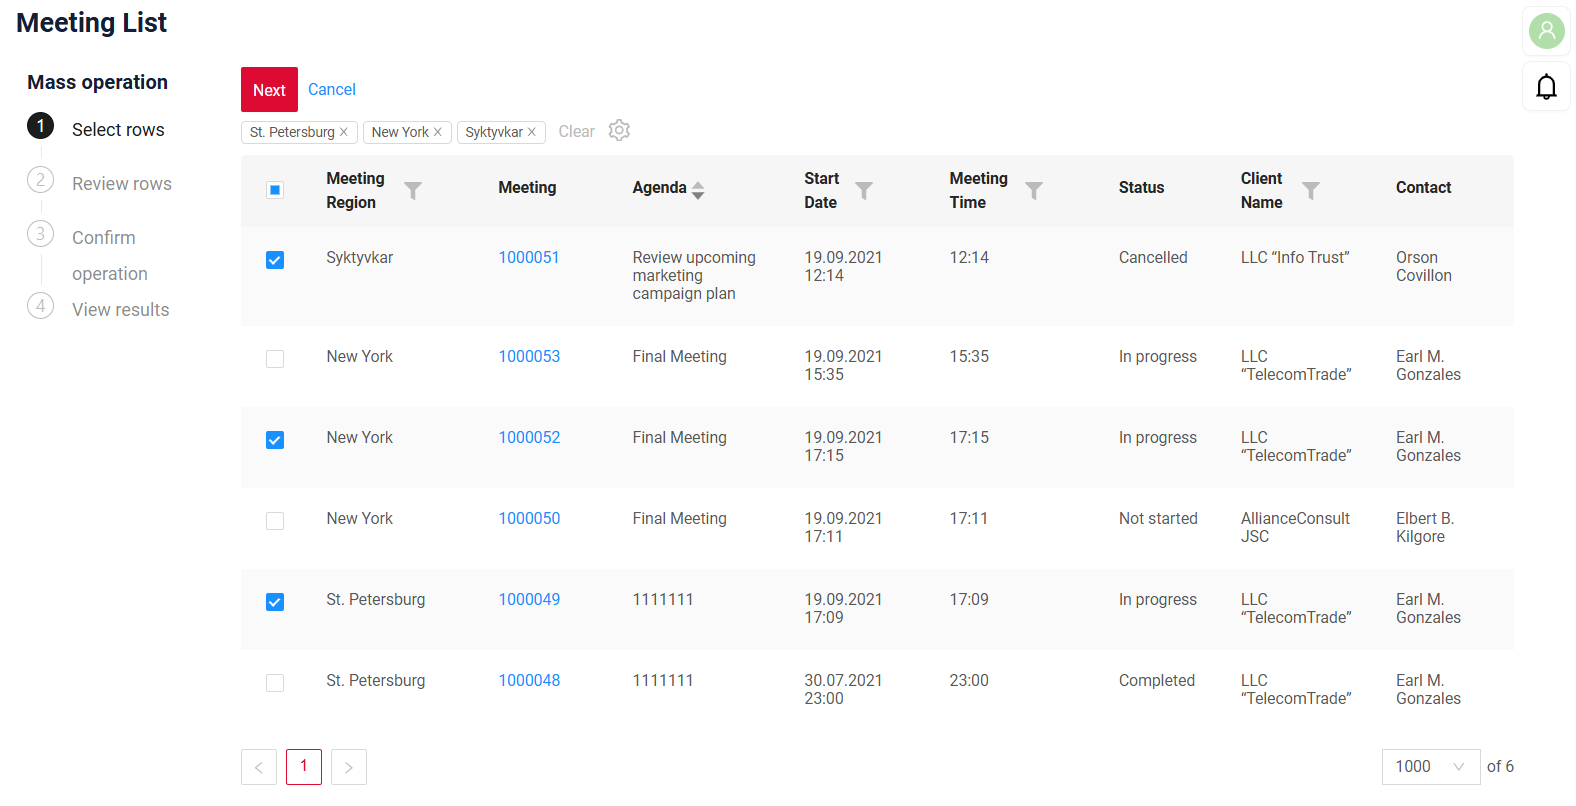 Meeting List
Mass operation
1 Select rows
2 Review rows
3 Confirm
operation
4 View results
Next Cancel
St. Petersburg New York Syktyvkar Clear
Meeting Region Meeting Agenda Start Date Meeting Time Status Client Name Contact
Syktyvkar 1000051 Review upcoming marketing campaign plan 19.09.2021 12:14 12:14 Cancelled LLC “Info Trust” Orson Covillon
New York 1000053 Final Meeting 19.09.2021 15:35 15:35 In progress LLC “TelecomTrade” Earl M. Gonzales
New York 1000052 Final Meeting 19.09.2021 17:15 17:15 In progress LLC “TelecomTrade” Earl M. Gonzales
New York 1000050 Final Meeting 19.09.2021 17:11 17:11 Not started AllianceConsult JSC Elbert B. Kilgore
St. Petersburg 1000049 1111111 19.09.2021 17:09 17:09 In progress LLC “TelecomTrade” Earl M. Gonzales
St. Petersburg 1000048 1111111 30.07.2021 23:00 23:00 Completed LLC “TelecomTrade” Earl M. Gonzales
< 1 > 1000 of 6